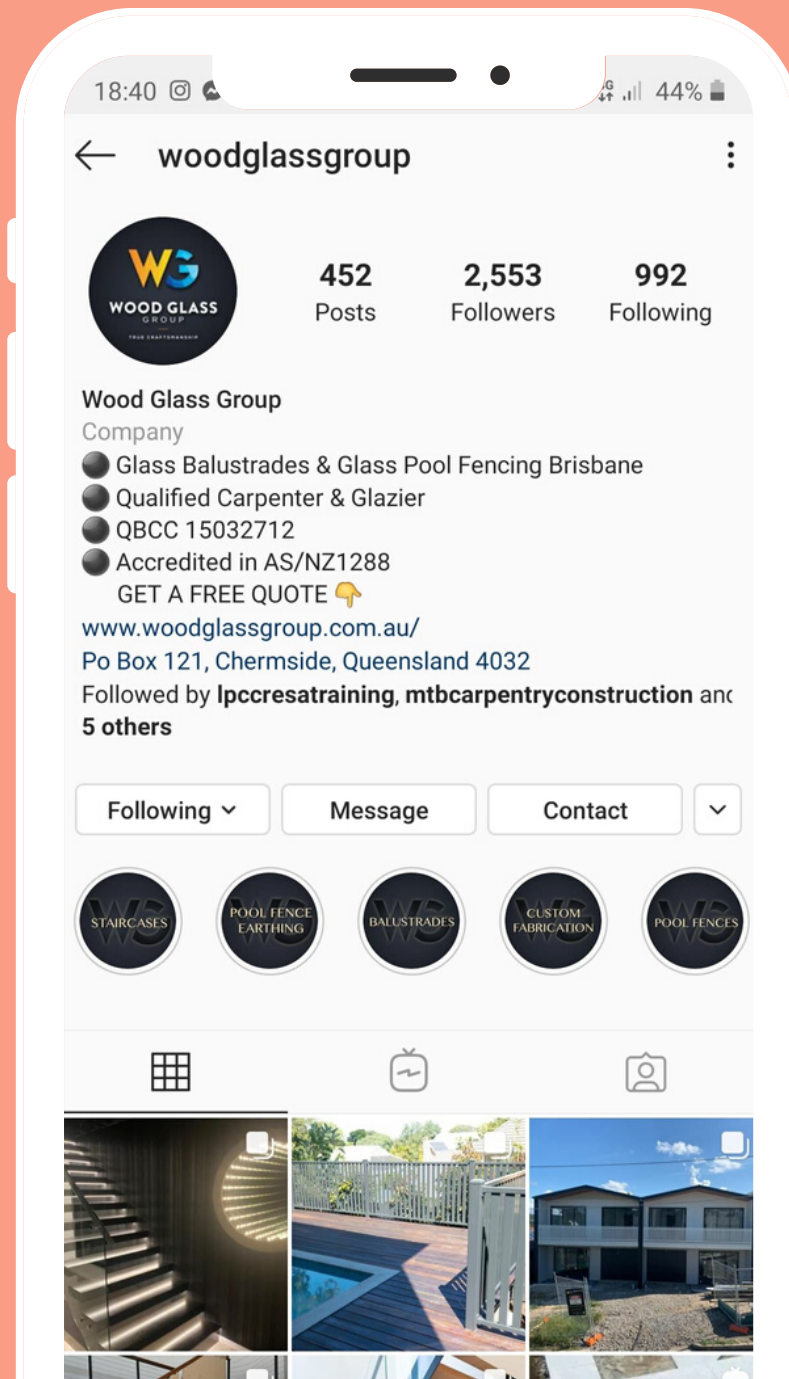 18:40
44%
woodglassgroup
WG
WOOD GLASS
GROUP
TRUE CRAFTSMANSHIP
452
2,553
992
Posts
Followers
Following
Wood Glass Group
Company
Glass Balustrades & Glass Pool Fencing Brisbane
Qualified Carpenter & Glazier
QBCC 15032712
Accredited in AS/NZ1288
GET A FREE QUOTE 👇
www.woodglassgroup.com.au/
Po Box 121, Chermside, Queensland 4032
Followed by lpccresatraining, mtbcarpentryconstruction and
5 others
Following
Message
Contact
STAIRCASES
POOL FENCE
EARTHING
BALUSTRADES
CUSTOM
FABRICATION
POOL FENCES